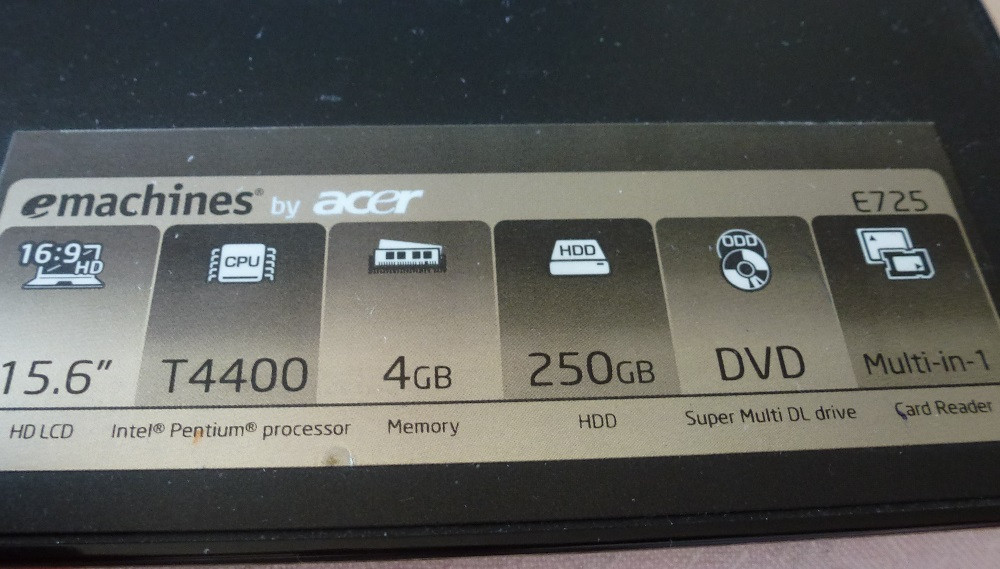 emachines® by acer E725
16:9 HD CPU HDD ODD
15.6" T4400 4GB 250GB DVD Multi-in-1
HD LCD Intel® Pentium® processor Memory HDD Super Multi DL drive Card Reader